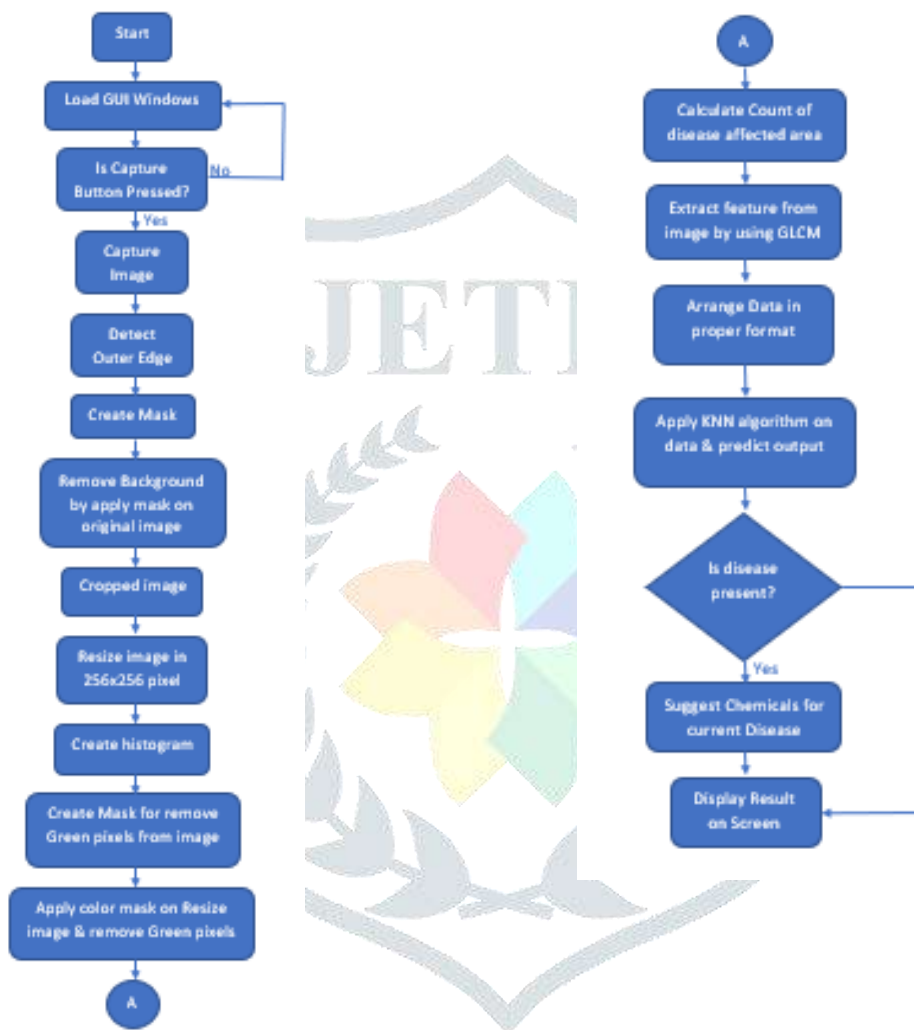 Start
Load GUI Windows
Is Capture
Button Pressed?
No
Yes
Capture
Image
Detect
Outer Edge
Create Mask
Remove Background
by apply mask on
original image
Cropped image
Resize image in
256x256 pixel
Create histogram
Create Mask for remove
Green pixels from image
Apply color mask on Resize
image & remove Green pixels
A
A
Calculate Count of
disease affected area
Extract feature from
image by using GLCM
Arrange Data in
proper format
Apply KNN algorithm on
data & predict output
Is disease
present?
Yes
Suggest Chemicals for
current Disease
Display Result
on Screen
JETI